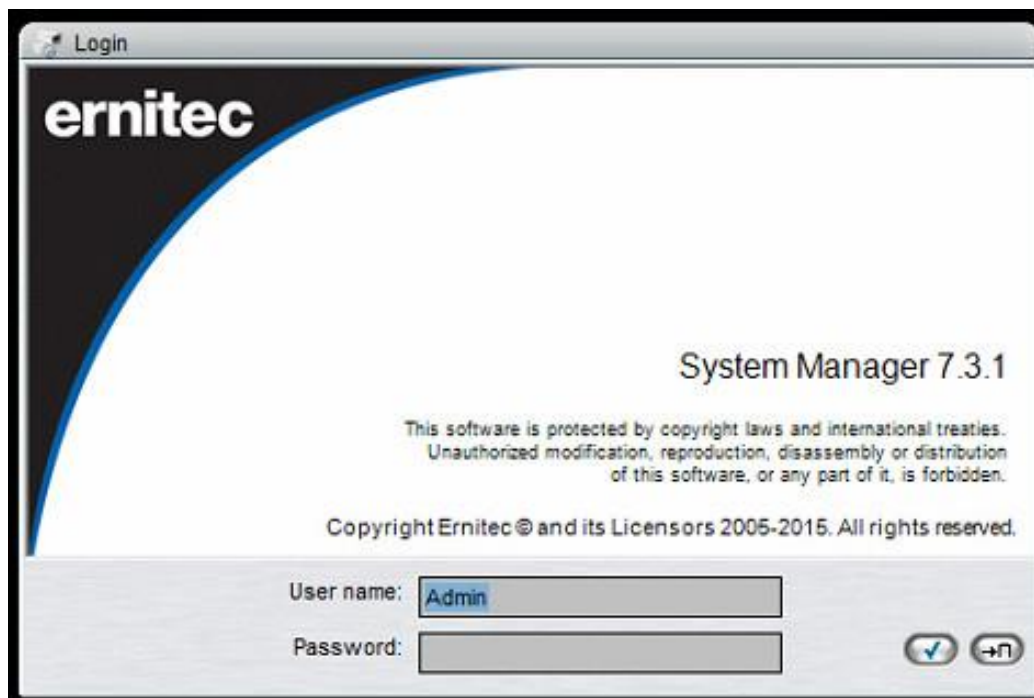 Login
ernitec
System Manager 7.3.1
This software is protected by copyright laws and international treaties.
Unauthorized modification, reproduction, disassembly or distribution
of this software, or any part of it, is forbidden.
Copyright Ernitec © and its Licensors 2005-2015. All rights reserved.
User name: Admin
Password: